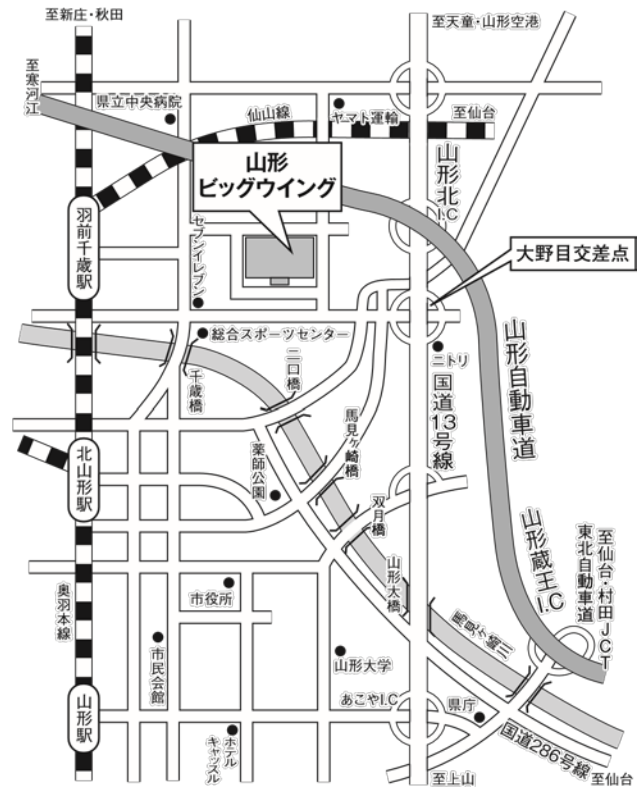 至新庄・秋田
至天童・山形空港
至寒河江
県立中央病院
仙山線
ヤマト運輸
至仙台
山形
ビッグウイング
山形北I.C
羽前千歳駅
セブンイレブン
大野目交差点
総合スポーツセンター
ニトリ
千歳橋
二口橋
国道13号線
山形自動車道
馬見ヶ崎橋
北山形駅
薬師公園
双月橋
山形蔵王I.C
東北自動車道
至仙台・村田JCT
山形大橋
奥羽本線
市役所
馬見ヶ崎川
市民会館
山形大学
山形駅
あこやI.C
県庁
ホテル
キャッスル
国道286号線
至上山
至仙台